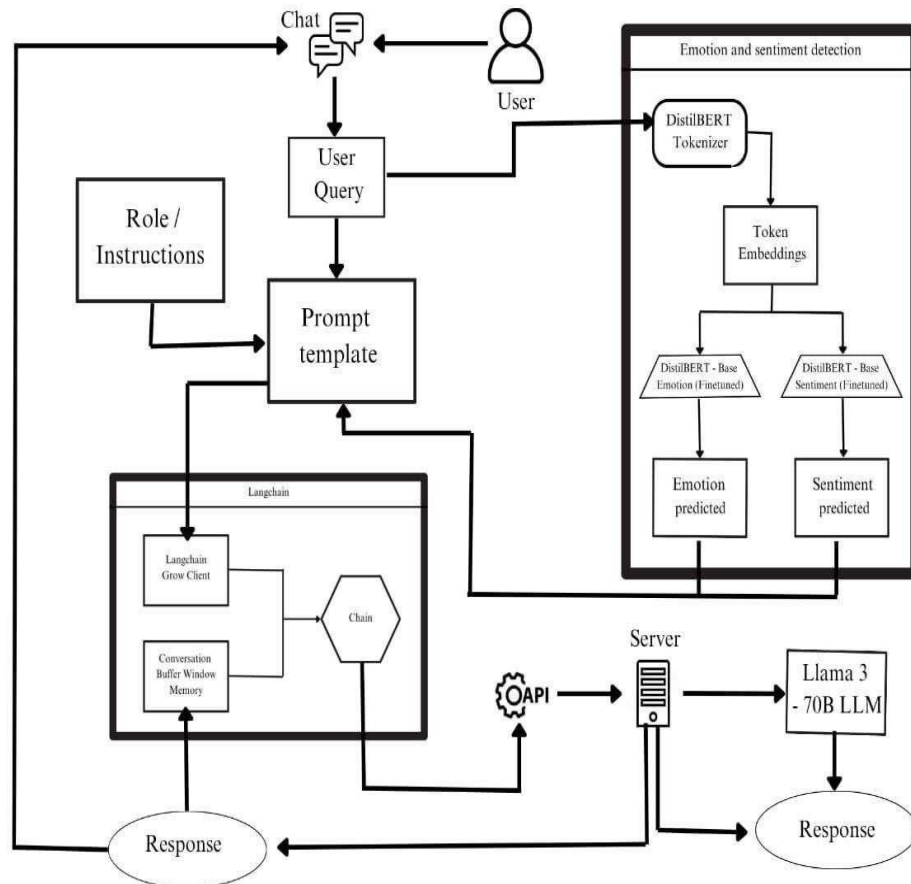 Chat
User
Emotion and sentiment detection
DistilBERT
Tokenizer
User
Query
Role /
Instructions
Token
Embeddings
Prompt
template
DistilBERT - Base
Emotion (Finetuned)
DistilBERT - Base
Sentiment (Finetuned)
Emotion
predicted
Sentiment
predicted
Langchain
Langchain
Grow Client
Chain
Conversation
Buffer Window
Memory
API
Server
Llama 3
- 70B LLM
Response
Response